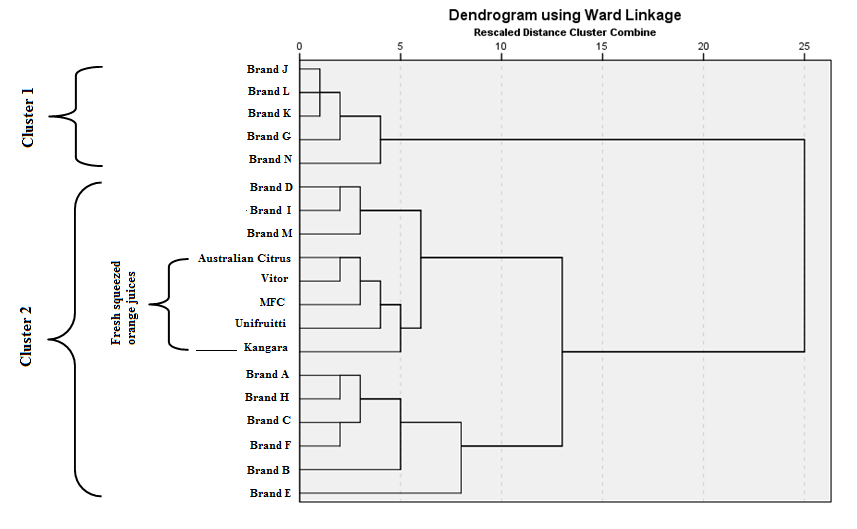 Dendrogram using Ward Linkage
Rescaled Distance Cluster Combine
0 5 10 15 20 25
Cluster 1
Brand J
Brand L
Brand K
Brand G
Brand N
Cluster 2
Brand D
Brand I
Brand M
Fresh squeezed
orange juices
Australian Citrus
Vitor
MFC
Unifruitti
Kangara
Brand A
Brand H
Brand C
Brand F
Brand B
Brand E